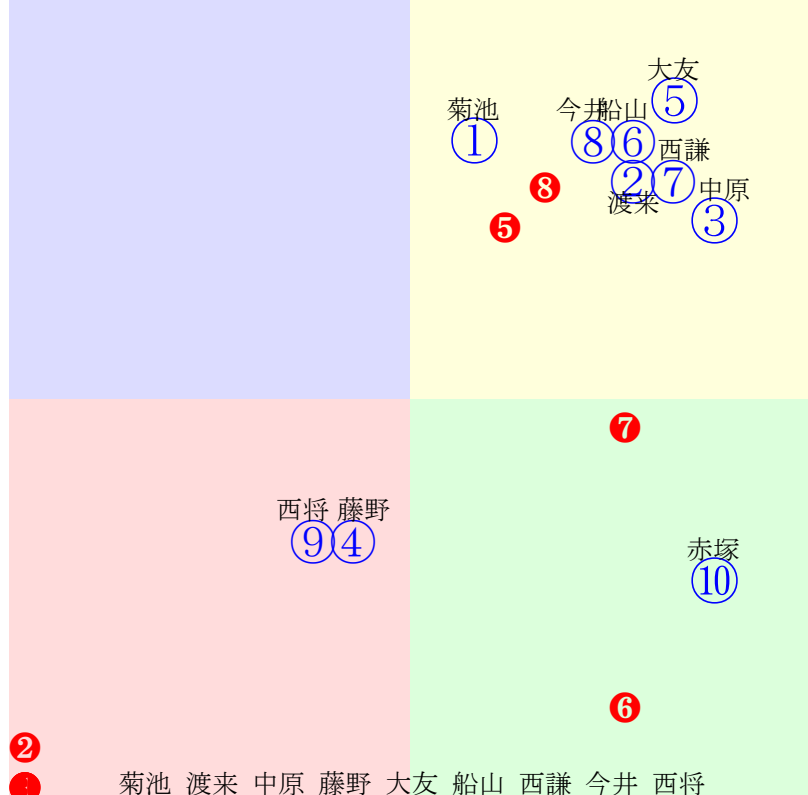 大友
⑤
菊池 今井 船山
① ⑧ ⑥
西謙
② ⑦
中原
❽
渡来
③
❺
❼
西将 藤野
⑨ ④
赤塚
⑩
❻
❷
菊池 渡来 中原 藤野 大友 船山 西謙 今井 西将